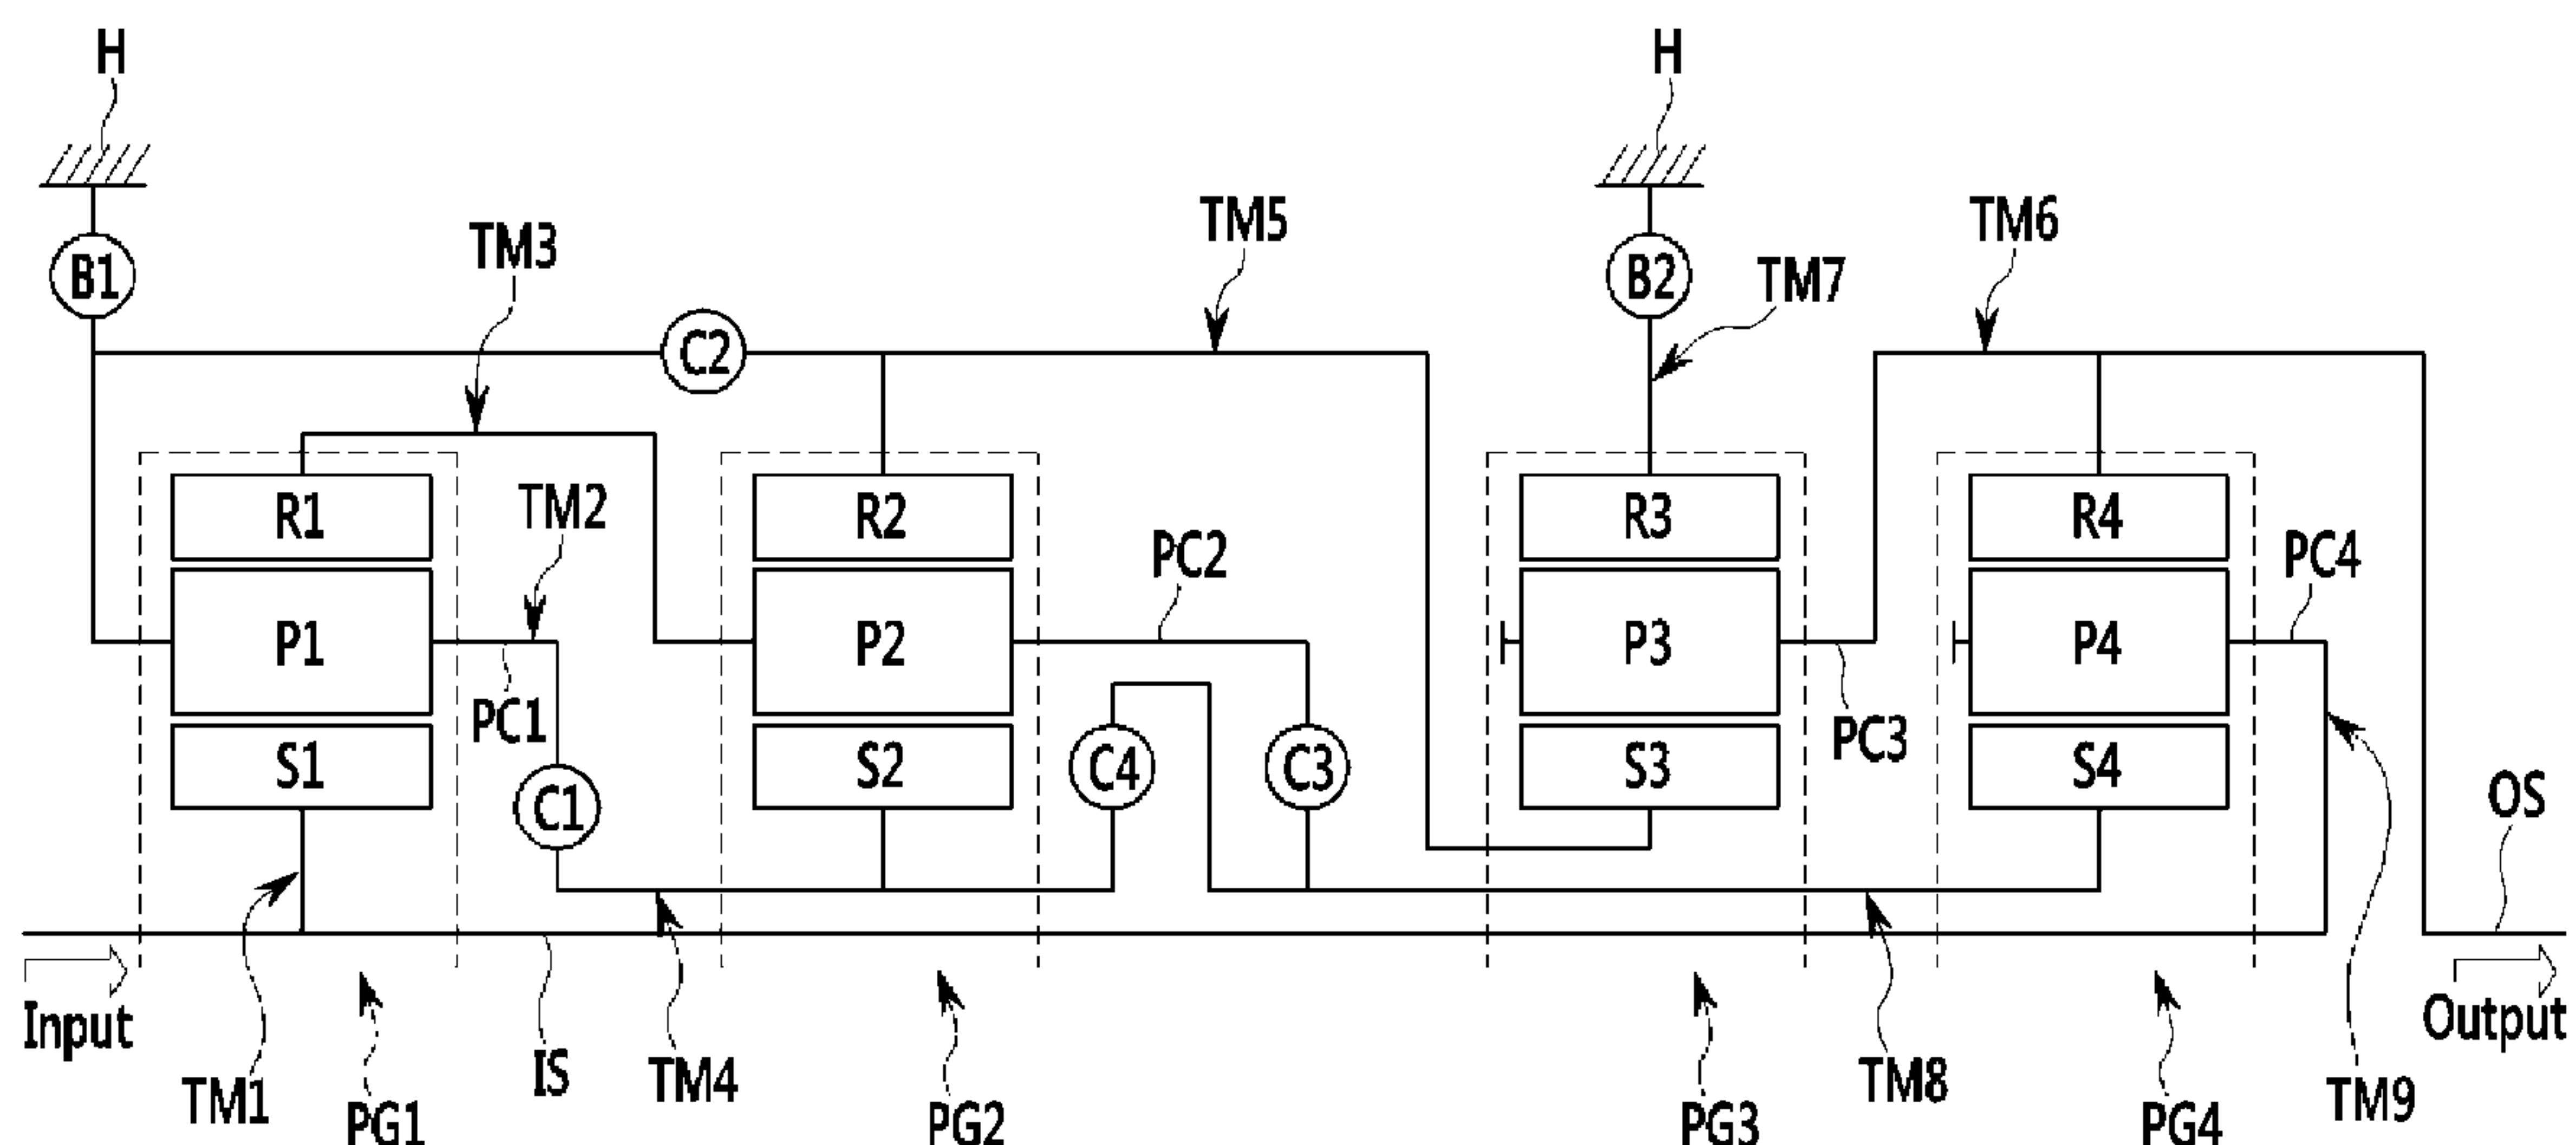 H
H
TM5
TM6
TM3
B1
B2
TM7
C2
R1
R2
R3
R4
TM2
PC2
PC4
P1
P2
P3
P4
PC1
PC3
S1
S2
C4
C3
S3
S4
C1
OS
Input
Output
TM1
IS
TM4
TM8
TM9
PG1
PG2
PG3
PG4